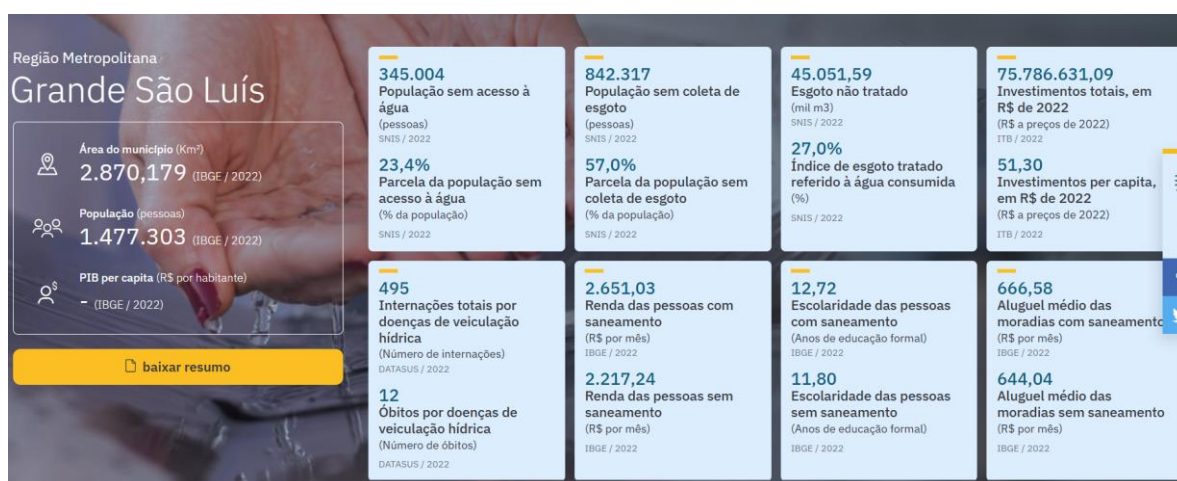 Região Metropolitana
Grande São Luís
Área do município (Km²)
2.870,179 (IBGE / 2022)
População (pessoas)
1.477.303 (IBGE / 2022)
PIB per capita (R$ por habitante)
- (IBGE / 2022)
baixar resumo
345.004
População sem acesso à
água
(pessoas)
SNIS / 2022
23,4%
Parcela da população sem
acesso à água
(% da população)
SNIS / 2022
842.317
População sem coleta de
esgoto
(pessoas)
SNIS / 2022
57,0%
Parcela da população sem
coleta de esgoto
(% da população)
SNIS / 2022
45.051,59
Esgoto não tratado
(mil m3)
SNIS / 2022
27,0%
Índice de esgoto tratado
referido à água consumida
(%)
SNIS / 2022
75.786.631,09
Investimentos totais, em
R$ de 2022
(R$ a preços de 2022)
ITB / 2022
51,30
Investimentos per capita,
em R$ de 2022
(R$ a preços de 2022)
ITB / 2022
495
Internações totais por
doenças de veiculação
hídrica
(Número de internações)
DATASUS / 2022
12
Óbitos por doenças de
veiculação hídrica
(Número de óbitos)
DATASUS / 2022
2.651,03
Renda das pessoas com
saneamento
(R$ por mês)
IBGE / 2022
2.217,24
Renda das pessoas sem
saneamento
(R$ por mês)
IBGE / 2022
12,72
Escolaridade das pessoas
com saneamento
(Anos de educação formal)
IBGE / 2022
11,80
Escolaridade das pessoas
sem saneamento
(Anos de educação formal)
IBGE / 2022
666,58
Aluguel médio das
moradias com saneamento
(R$ por mês)
IBGE / 2022
644,04
Aluguel médio das
moradias sem saneamento
(R$ por mês)
IBGE / 2022